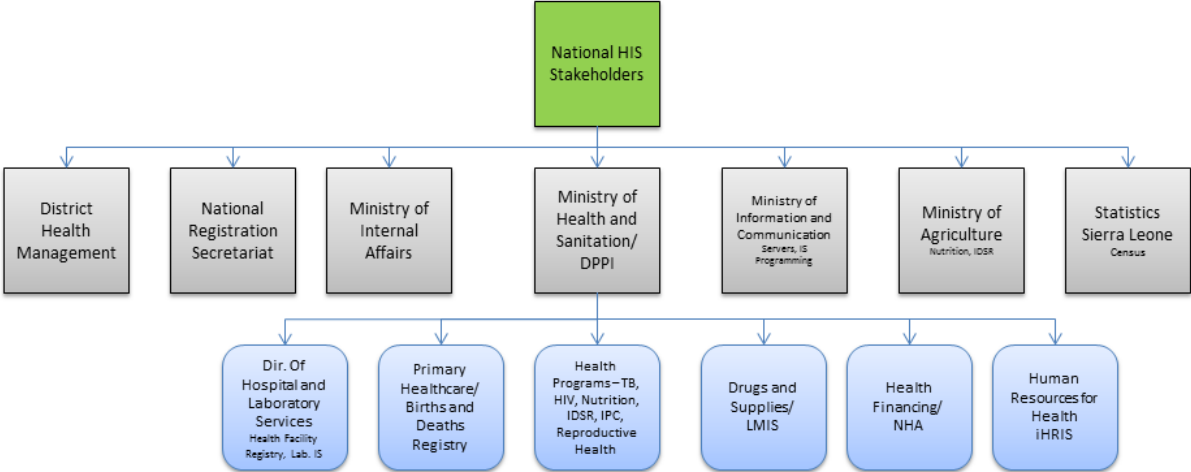 National HIS
Stakeholders
District
Health
Management
National
Registration
Secretariat
Ministry of
Internal
Affairs
Ministry of
Health and
Sanitation/
DPPI
Ministry of
Information and
Communication
Servers, IS
Programming
Ministry of
Agriculture
Nutrition, IDSR
Statistics
Sierra Leone
Census
Dir. Of
Hospital and
Laboratory
Services
Health Facility
Registry, Lab. IS
Primary
Healthcare/
Births and
Deaths
Registry
Health
Programs – TB,
HIV, Nutrition,
IDSR, IPC,
Reproductive
Health
Drugs and
Supplies/
LMIS
Health
Financing/
NHA
Human
Resources for
Health
iHRIS